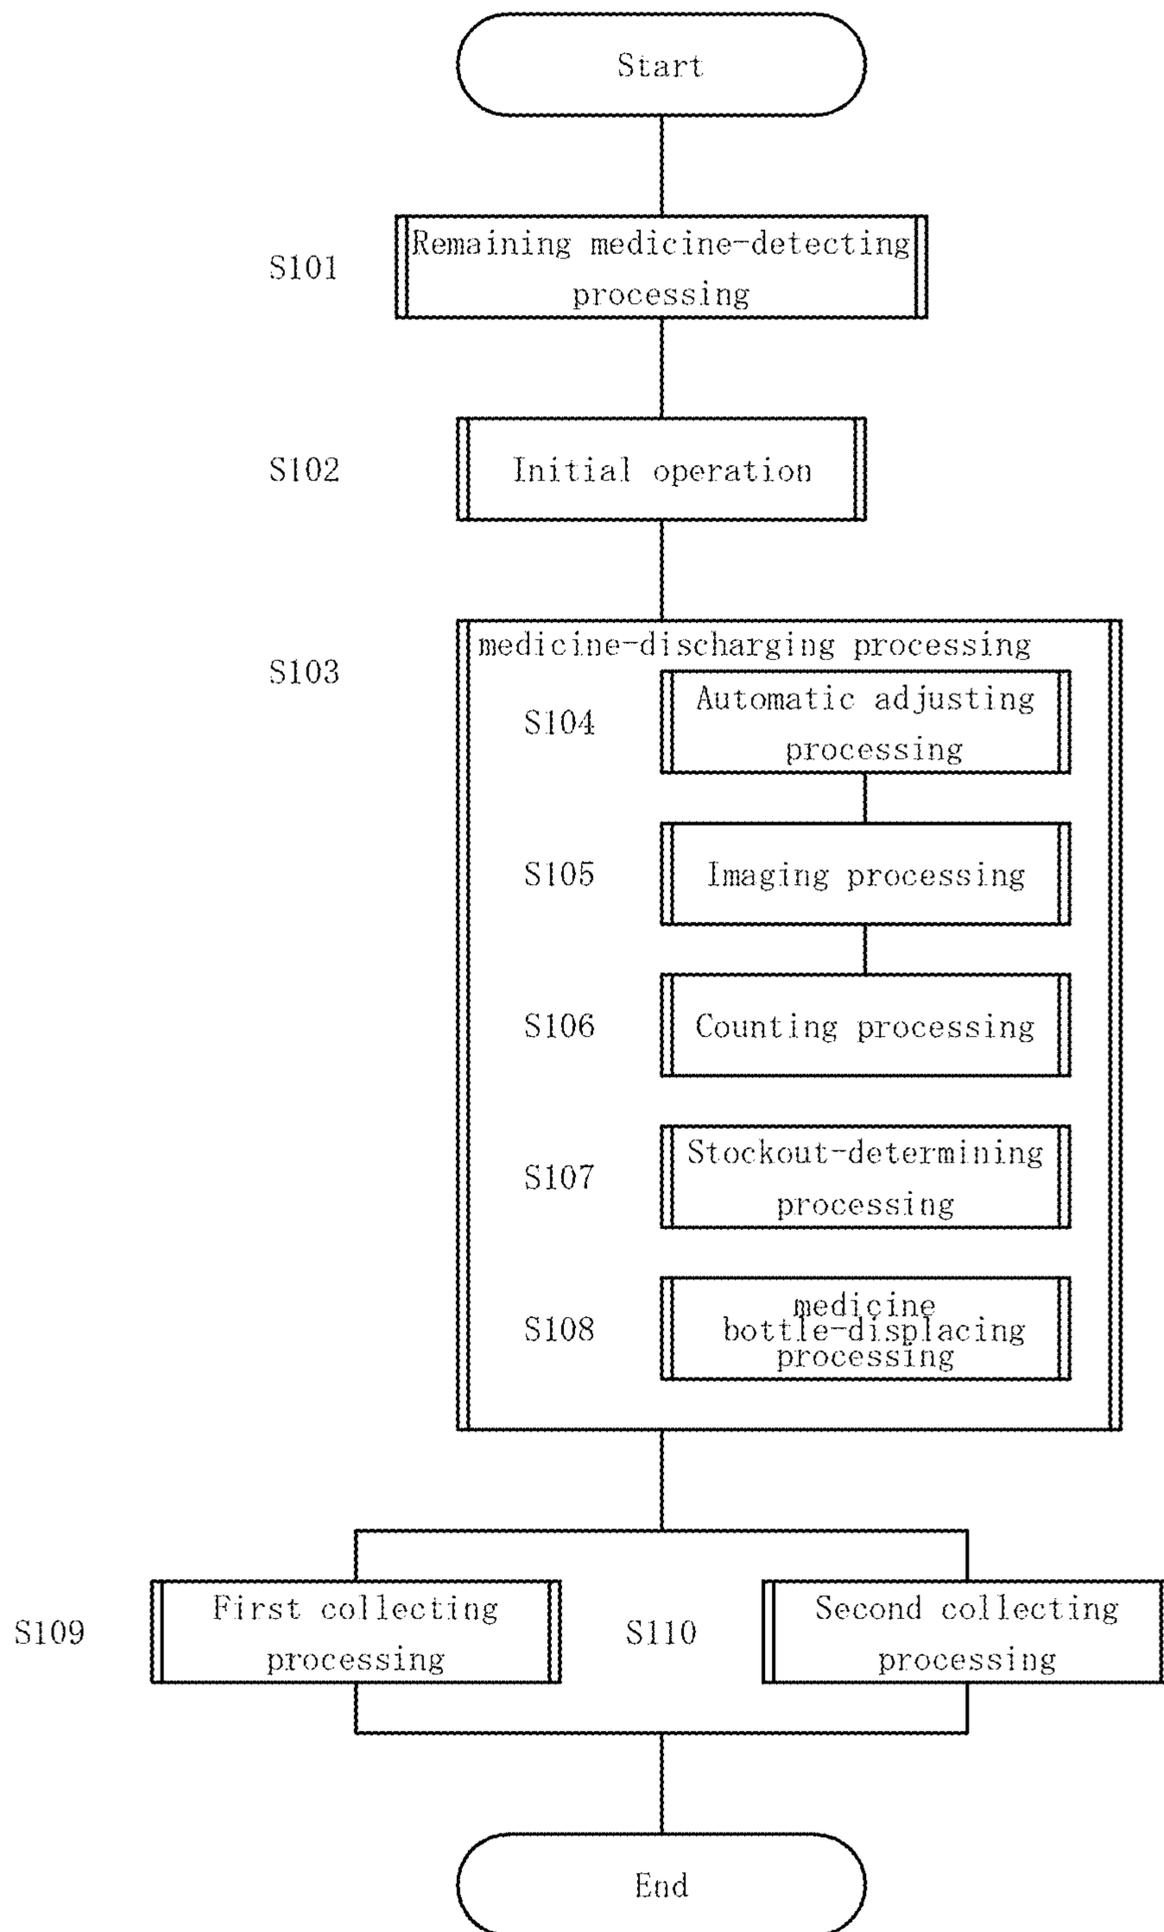 Start
S101
Remaining medicine-detecting
processing
S102
Initial operation
S103
medicine-discharging processing
S104
Automatic adjusting
processing
S105
Imaging processing
S106
Counting processing
S107
Stockout-determining
processing
S108
medicine
bottle-displacing
processing
S109
First collecting
processing
S110
Second collecting
processing
End